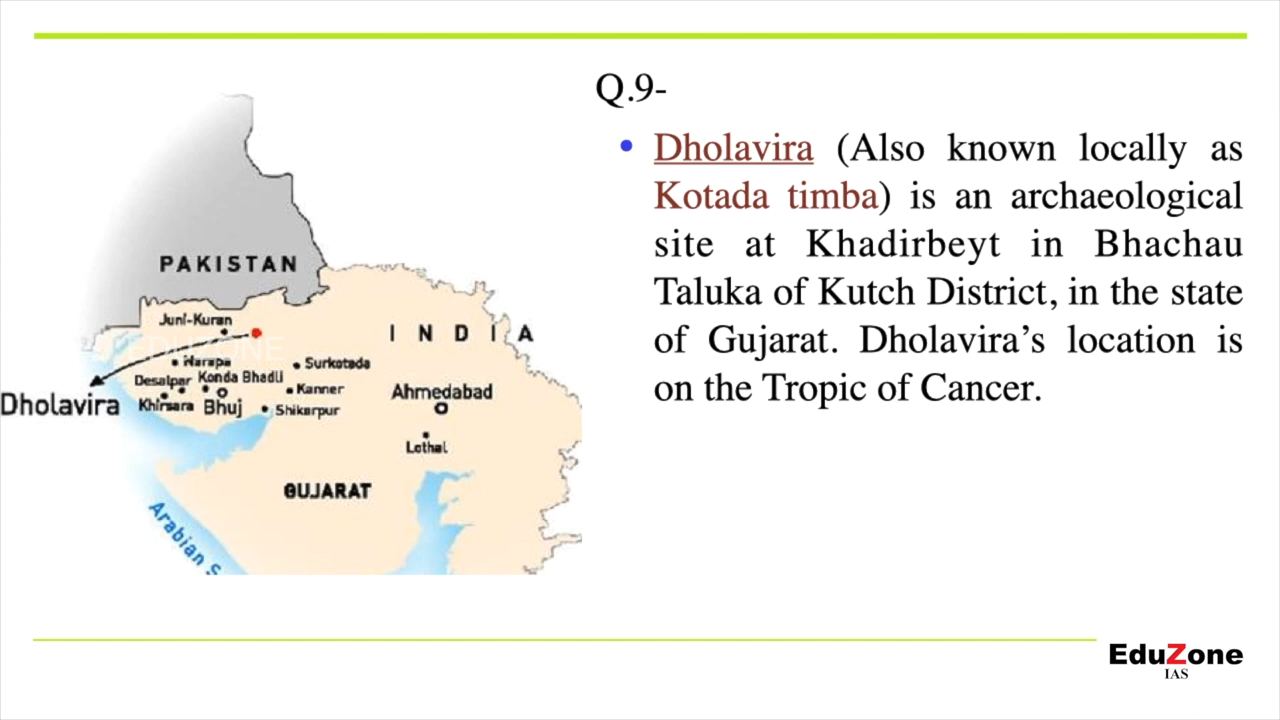 Q.9-
• Dholavira (Also known locally as
Kotada timba) is an archaeological
site at Khadirbeyt in Bhachau
Taluka of Kutch District, in the state
of Gujarat. Dholavira’s location is
on the Tropic of Cancer.
PAKISTAN
INDIA
Juni-Kuran
EDUZONE
Harapa
Surkotada
Desalpar
Konda Bhadli
Kanner
Ahmedabad
Dholavira
Khirsara
Bhuj
Shikarpur
Lothal
GUJARAT
Arabian S
EduZone
IAS